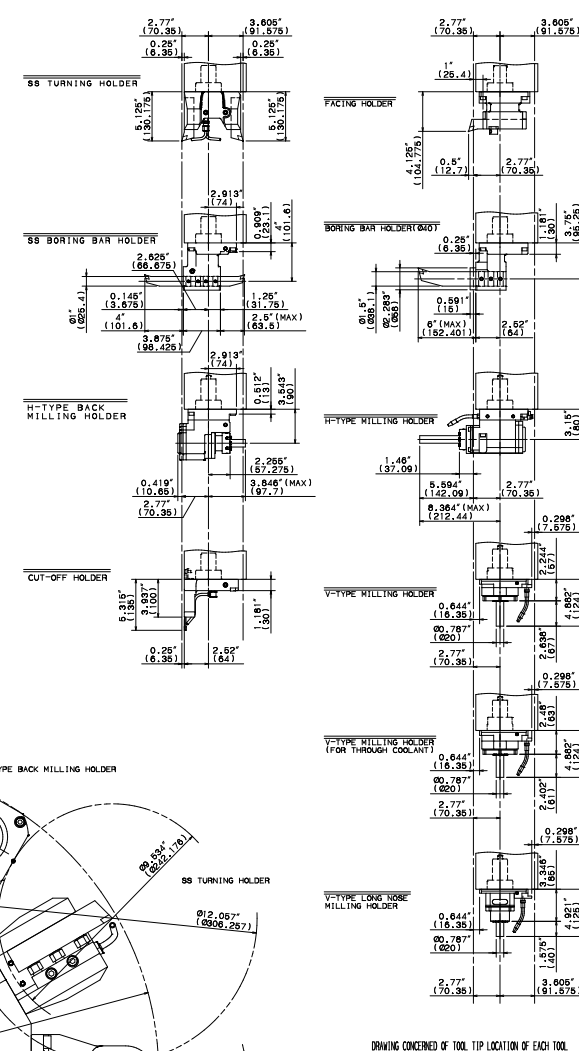 2.77" 3.605"
(70.35) (91.575)
0.25" 0.25"
(6.35) (6.35)
SS TURNING HOLDER
5.125"
(130.175)
5.125"
(130.175)
2.913"
(74)
0.909"
(23.1)
4"
(101.6)
SS BORING BAR HOLDER
2.625"
(66.675)
Ø1"
(Ø25.4)
0.145" 1.25"
(3.675) (31.75)
4" 2.5"(MAX)
(101.6) (63.5)
3.875"
(98.425)
2.913"
(74)
0.512"
(13)
3.543"
(90)
H-TYPE BACK
MILLING HOLDER
2.255"
(57.275)
0.419" 3.846"(MAX)
(10.65) (97.7)
2.77"
(70.35)
CUT-OFF HOLDER
5.315"
(135)
3.937"
(100)
1.181"
(30)
0.25" 2.52"
(6.35) (64)
YPE BACK MILLING HOLDER
Ø9.534"
(Ø242.176)
SS TURNING HOLDER
Ø12.057"
(Ø306.257)
2.77" 3.605"
(70.35) (91.575)
1"
(25.4)
FACING HOLDER
4.125"
(104.775)
0.5" 2.77"
(12.7) (70.35)
BORING BAR HOLDER(Ø40)
1.181"
(30)
3.75"
(95.25)
0.25"
(6.35)
Ø1.5"
(Ø38.1)
Ø2.283"
(Ø58)
0.591"
(15)
6"(MAX) 2.52"
(152.401) (64)
H-TYPE MILLING HOLDER
3.15"
(80)
1.46"
(37.09)
5.594" 2.77"
(142.09) (70.35)
8.364"(MAX)
(212.44)
0.298"
(7.575)
2.244"
(57)
V-TYPE MILLING HOLDER
4.882"
(124)
0.644"
(16.35)
Ø0.787"
(Ø20)
2.638"
(67)
2.77"
(70.35)
0.298"
(7.575)
2.48"
(63)
V-TYPE MILLING HOLDER
(FOR THROUGH COOLANT)
4.882"
(124)
0.644"
(16.35)
Ø0.787"
(Ø20)
2.402"
(61)
2.77"
(70.35)
0.298"
(7.575)
3.346"
(85)
V-TYPE LONG NOSE
MILLING HOLDER
4.921"
(125)
0.644"
(16.35)
Ø0.787"
(Ø20)
1.575"
(40)
2.77" 3.605"
(70.35) (91.575)
DRAWING CONCERNED OF TOOL TIP LOCATION OF EACH TOOL